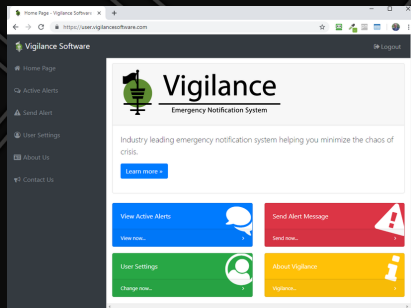 Home Page - Vigilance Software
https://user.vigilancesoftware.com
Vigilance Software
Logout
Home Page
Active Alerts
Send Alert
User Settings
About Us
Contact Us
Vigilance
Emergency Notification System
Industry leading emergency notification system helping you minimize the chaos of
crisis.
Learn more »
View Active Alerts
View now...
Send Alert Message
Send now...
User Settings
Change now...
About Vigilance
Vigilance...